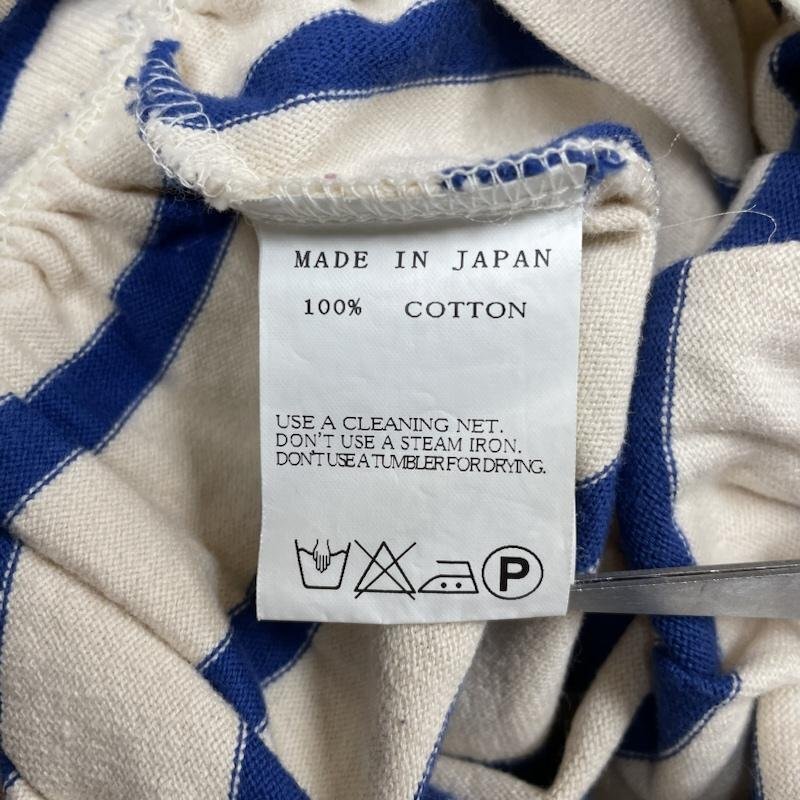 MADE IN JAPAN
100% COTTON
USE A CLEANING NET.
DON'T USE A STEAM IRON.
DON'T USE A TUMBLER FOR DRYING.
P